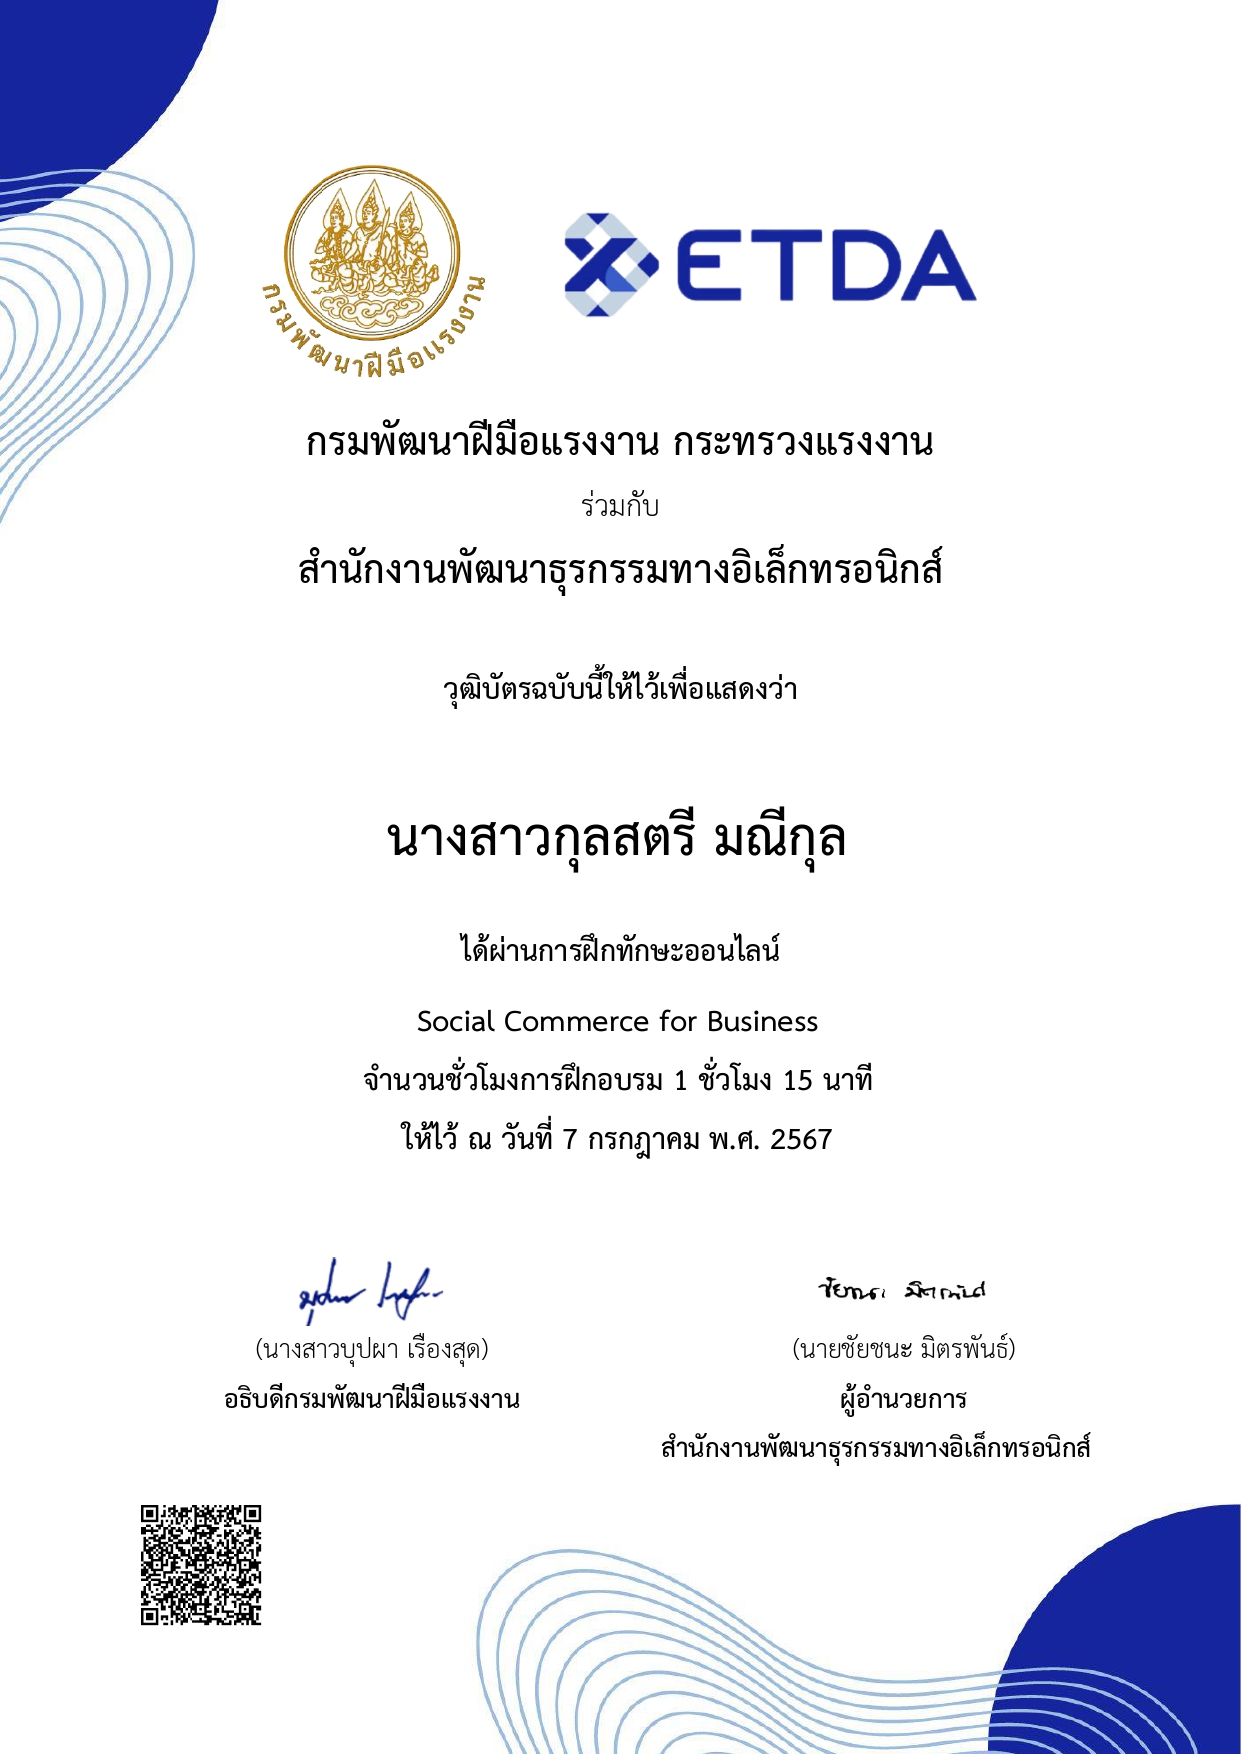 กรมพัฒนาฝีมือแรงงาน
ETDA
กรมพัฒนาฝีมือแรงงาน กระทรวงแรงงาน
ร่วมกับ
สำนักงานพัฒนาธุรกรรมทางอิเล็กทรอนิกส์
วุฒิบัตรฉบับนี้ให้ไว้เพื่อแสดงว่า
นางสาวกุลสตรี มณีกุล
ได้ผ่านการฝึกทักษะออนไลน์
Social Commerce for Business
จำนวนชั่วโมงการฝึกอบรม 1 ชั่วโมง 15 นาที
ให้ไว้ ณ วันที่ 7 กรกฎาคม พ.ศ. 2567
(นางสาวบุปผา เรืองสุด)
อธิบดีกรมพัฒนาฝีมือแรงงาน
(นายชัยชนะ มิตรพันธ์)
ผู้อำนวยการ
สำนักงานพัฒนาธุรกรรมทางอิเล็กทรอนิกส์